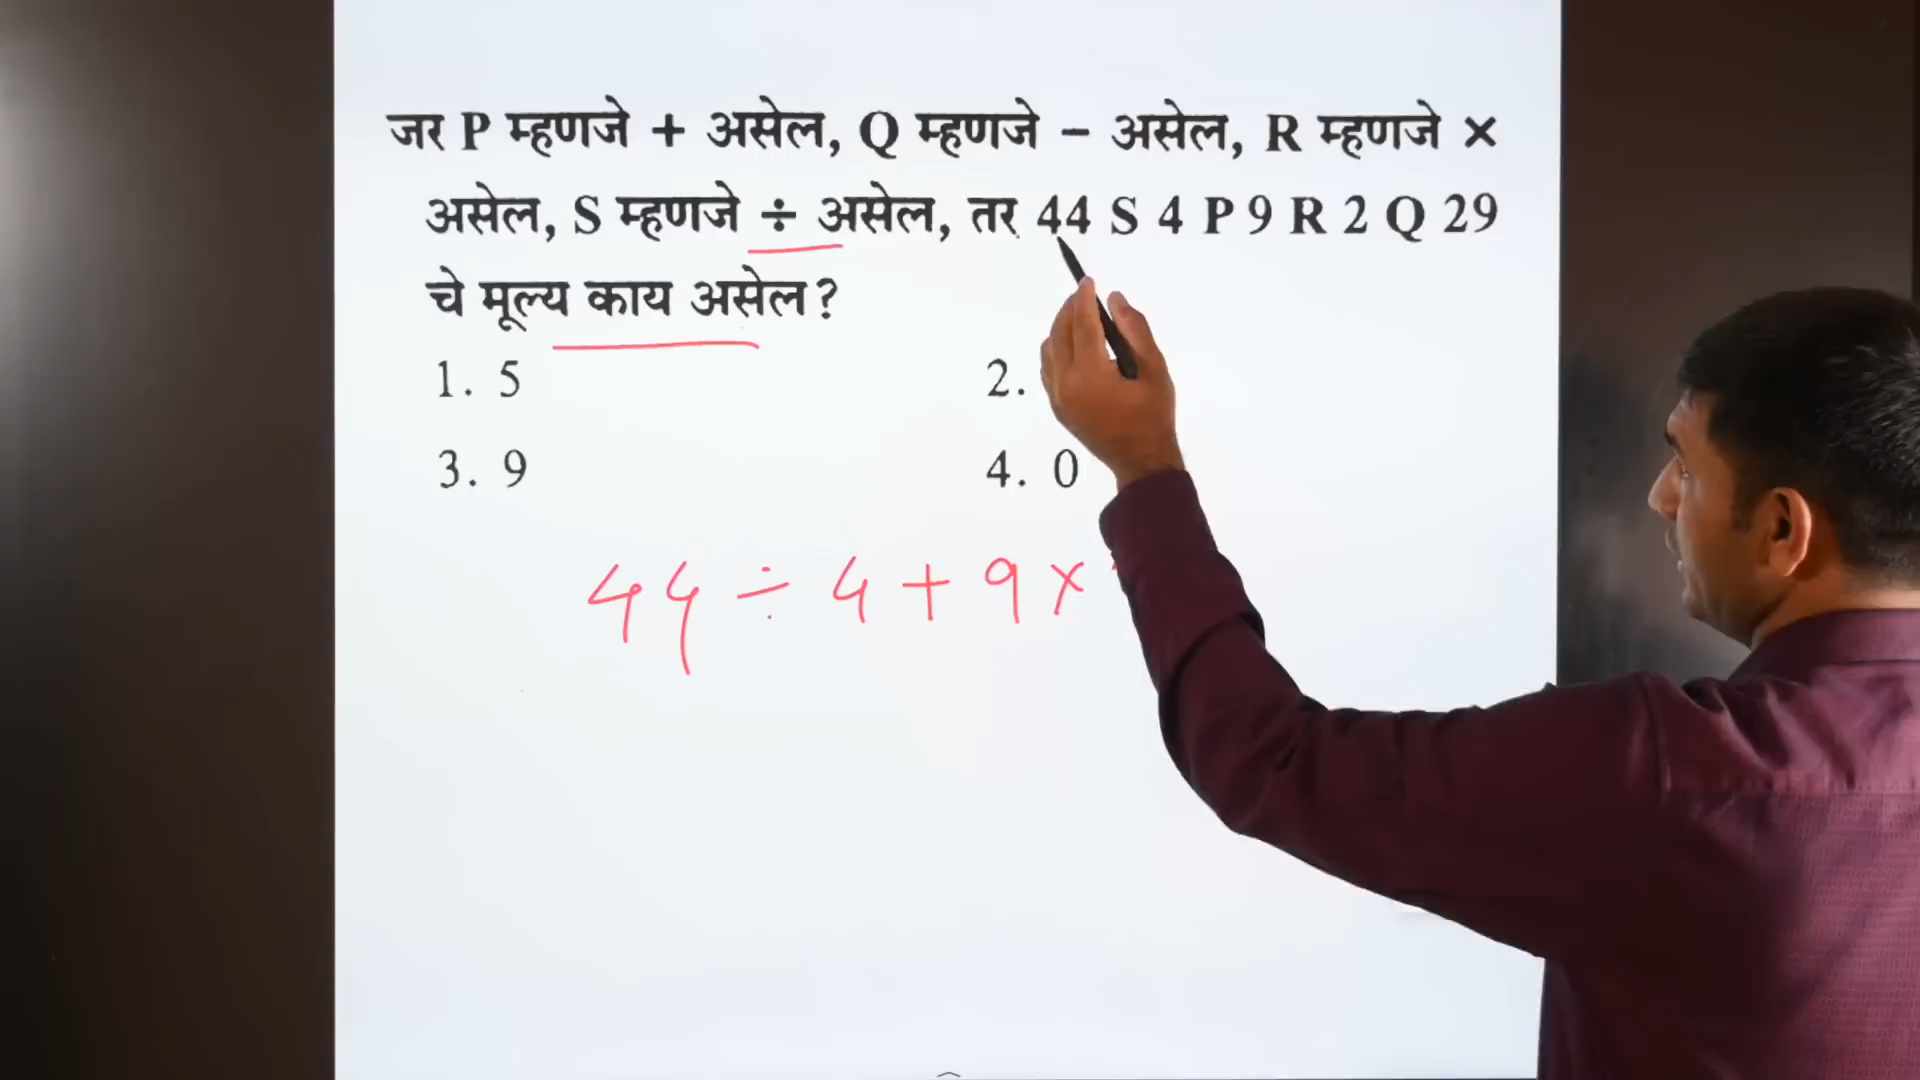 जर P म्हणजे + असेल, Q म्हणजे − असेल, R म्हणजे ×
असेल, S म्हणजे ÷ असेल, तर 44 S 4 P 9 R 2 Q 29
चे मूल्य काय असेल?
1. 5
2.
3. 9
4. 0
44 ÷ 4 + 9 ×